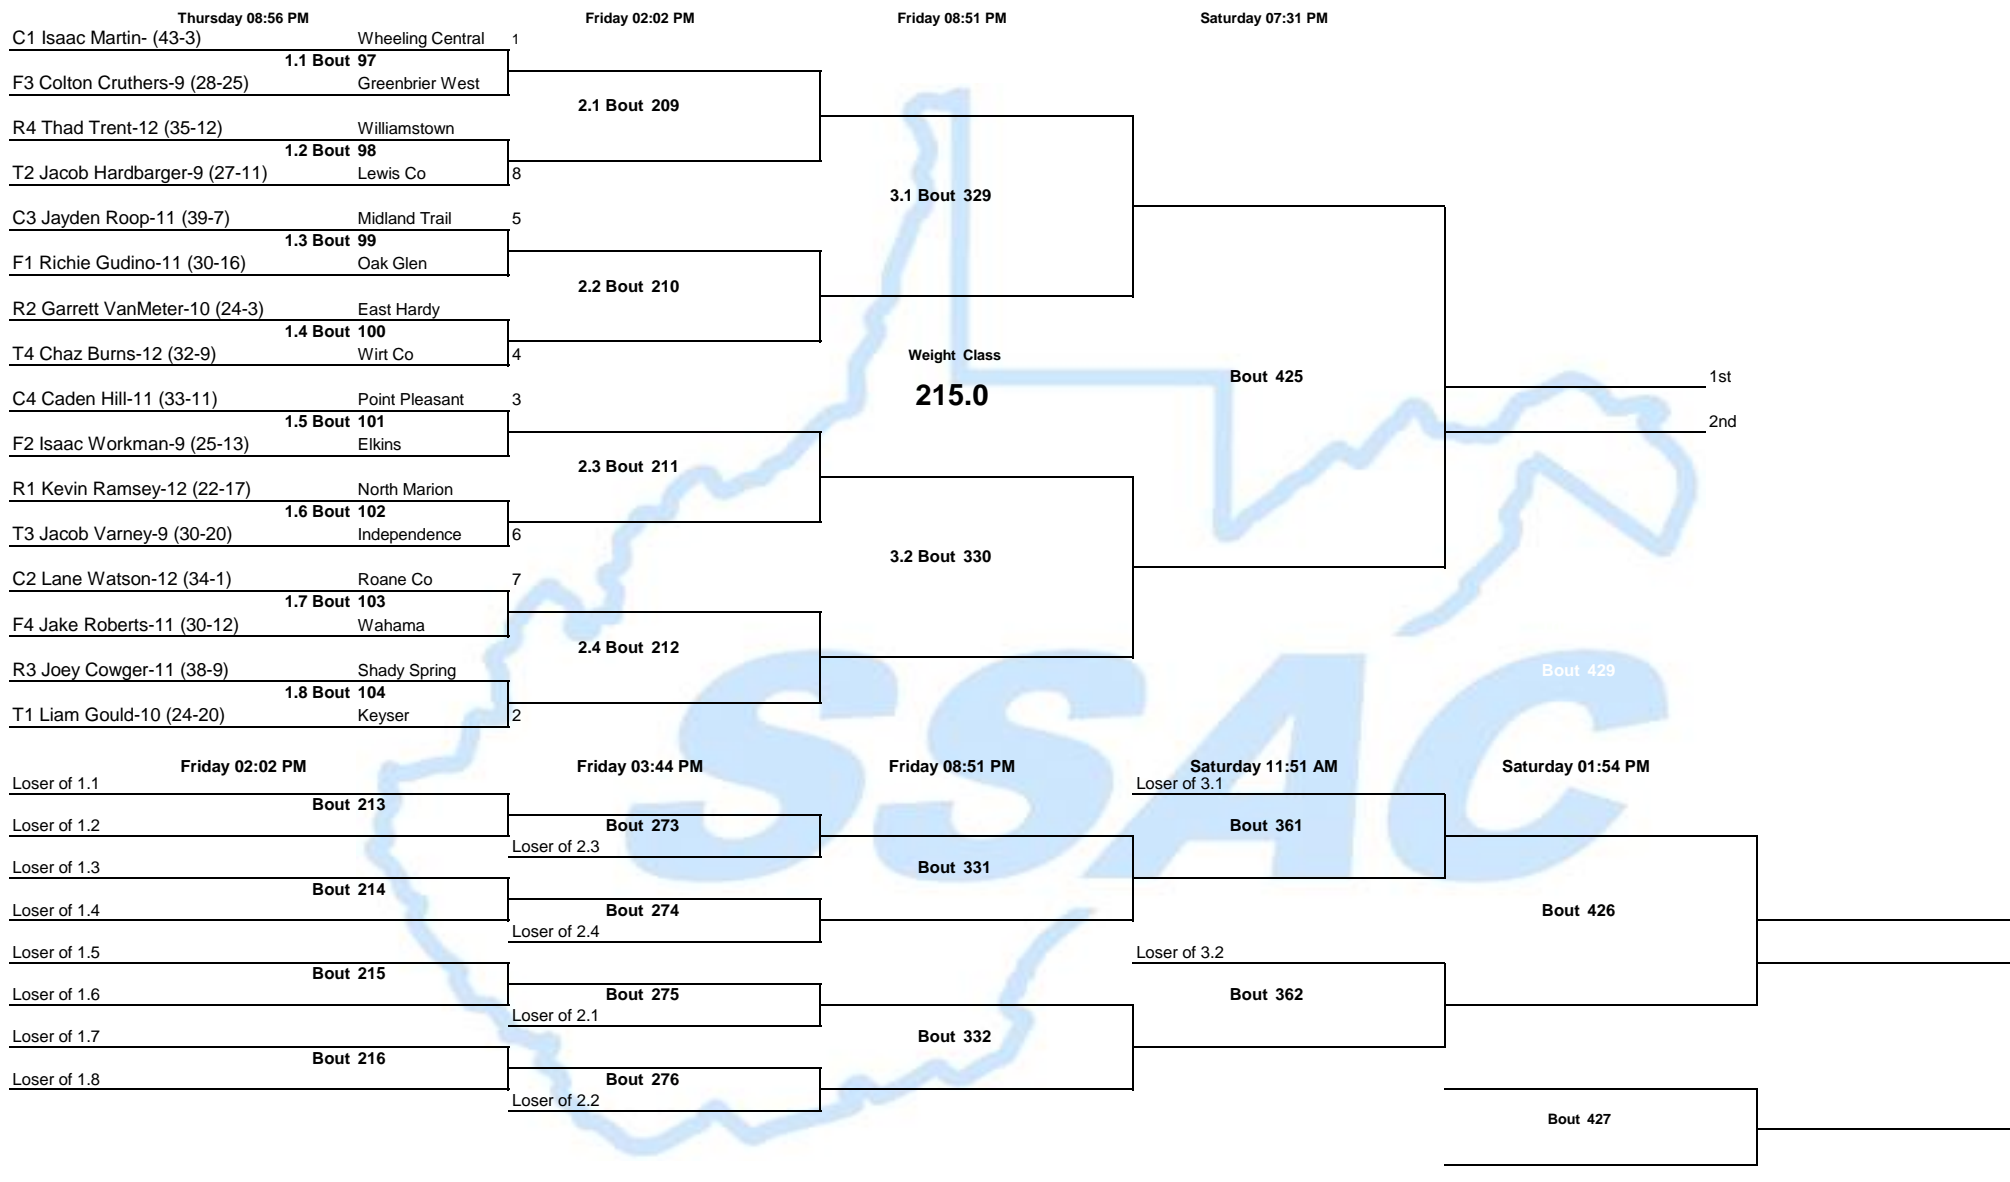 Thursday 08:56 PM Friday 02:02 PM Friday 08:51 PM Saturday 07:31 PM
C1 Isaac Martin- (43-3) Wheeling Central 1
1.1 Bout 97
F3 Colton Cruthers-9 (28-25) Greenbrier West
2.1 Bout 209
R4 Thad Trent-12 (35-12) Williamstown
1.2 Bout 98
T2 Jacob Hardbarger-9 (27-11) Lewis Co 8
3.1 Bout 329
C3 Jayden Roop-11 (39-7) Midland Trail 5
1.3 Bout 99
F1 Richie Gudino-11 (30-16) Oak Glen
2.2 Bout 210
R2 Garrett VanMeter-10 (24-3) East Hardy
1.4 Bout 100
T4 Chaz Burns-12 (32-9) Wirt Co 4
Weight Class
215.0
Bout 425
1st
2nd
C4 Caden Hill-11 (33-11) Point Pleasant 3
1.5 Bout 101
F2 Isaac Workman-9 (25-13) Elkins
2.3 Bout 211
R1 Kevin Ramsey-12 (22-17) North Marion
1.6 Bout 102
T3 Jacob Varney-9 (30-20) Independence 6
3.2 Bout 330
C2 Lane Watson-12 (34-1) Roane Co 7
1.7 Bout 103
F4 Jake Roberts-11 (30-12) Wahama
2.4 Bout 212
R3 Joey Cowger-11 (38-9) Shady Spring
Bout 429
1.8 Bout 104
T1 Liam Gould-10 (24-20) Keyser 2
SSAC
Friday 02:02 PM Friday 03:44 PM Friday 08:51 PM Saturday 11:51 AM Saturday 01:54 PM
Loser of 1.1 Loser of 3.1
Bout 213
Loser of 1.2 Bout 273 Bout 361
Loser of 2.3
Loser of 1.3 Bout 331
Bout 214
Loser of 1.4 Bout 274 Bout 426
Loser of 2.4
Loser of 1.5 Loser of 3.2
Bout 215
Loser of 1.6 Bout 275 Bout 362
Loser of 2.1
Loser of 1.7 Bout 332
Bout 216
Loser of 1.8 Bout 276
Loser of 2.2
Bout 427